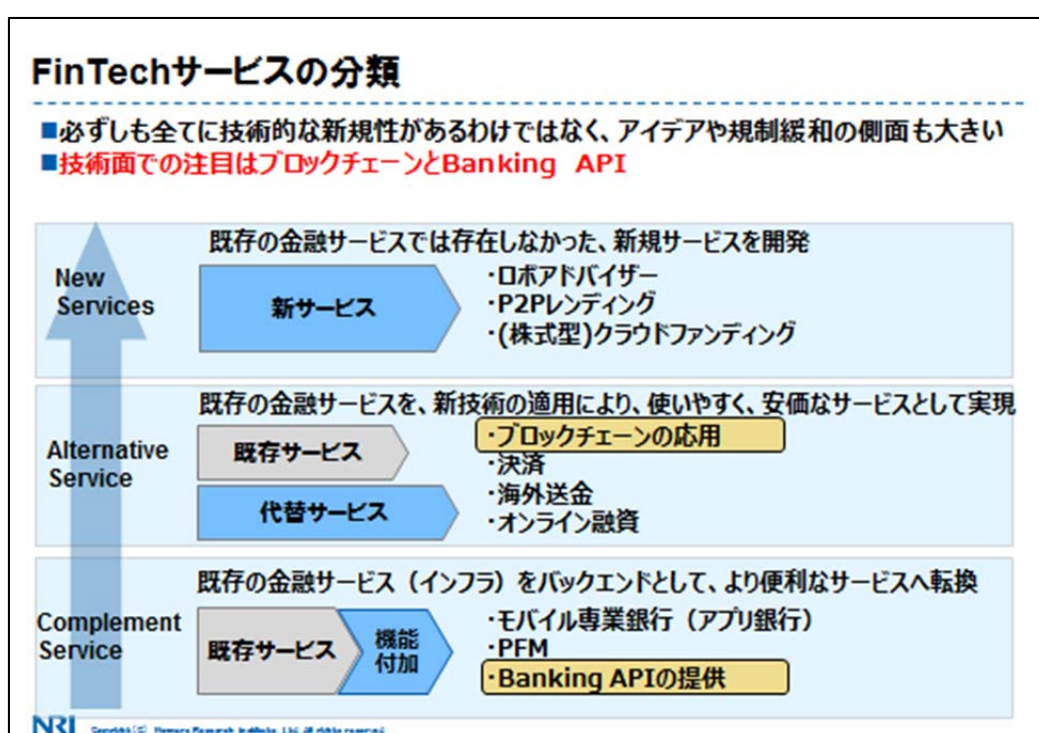 FinTechサービスの分類
■必ずしも全てに技術的な新規性があるわけではなく、アイデアや規制緩和の側面も大きい
■技術面での注目はブロックチェーンとBanking API
既存の金融サービスでは存在しなかった、新規サービスを開発
New
Services
新サービス
・ロボアドバイザー
・P2Pレンディング
・(株式型)クラウドファンディング
既存の金融サービスを、新技術の適用により、使いやすく、安価なサービスとして実現
Alternative
Service
既存サービス
代替サービス
・ブロックチェーンの応用
・決済
・海外送金
・オンライン融資
既存の金融サービス（インフラ）をバックエンドとして、より便利なサービスへ転換
Complement
Service
既存サービス
機能
付加
・モバイル専業銀行（アプリ銀行）
・PFM
・Banking APIの提供
NRI Copyright (C) Nomura Research Institute, Ltd. All rights reserved.